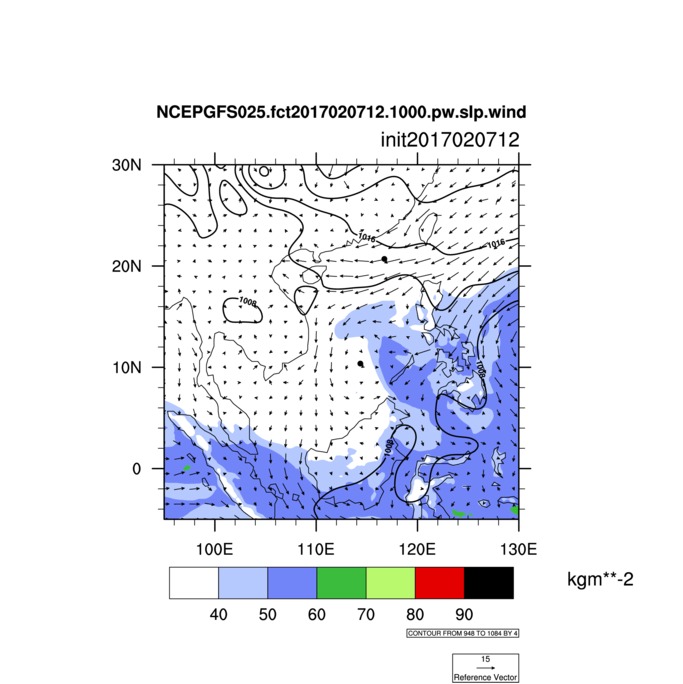 NCEPGFS025.fct2017020712.1000.pw.slp.wind
init2017020712
30N
20N
10N
0
1016
1016
1008
1008
1008
100E
110E
120E
130E
kgm**-2
40
50
60
70
80
90
CONTOUR FROM 948 TO 1084 BY 4
15
Reference Vector